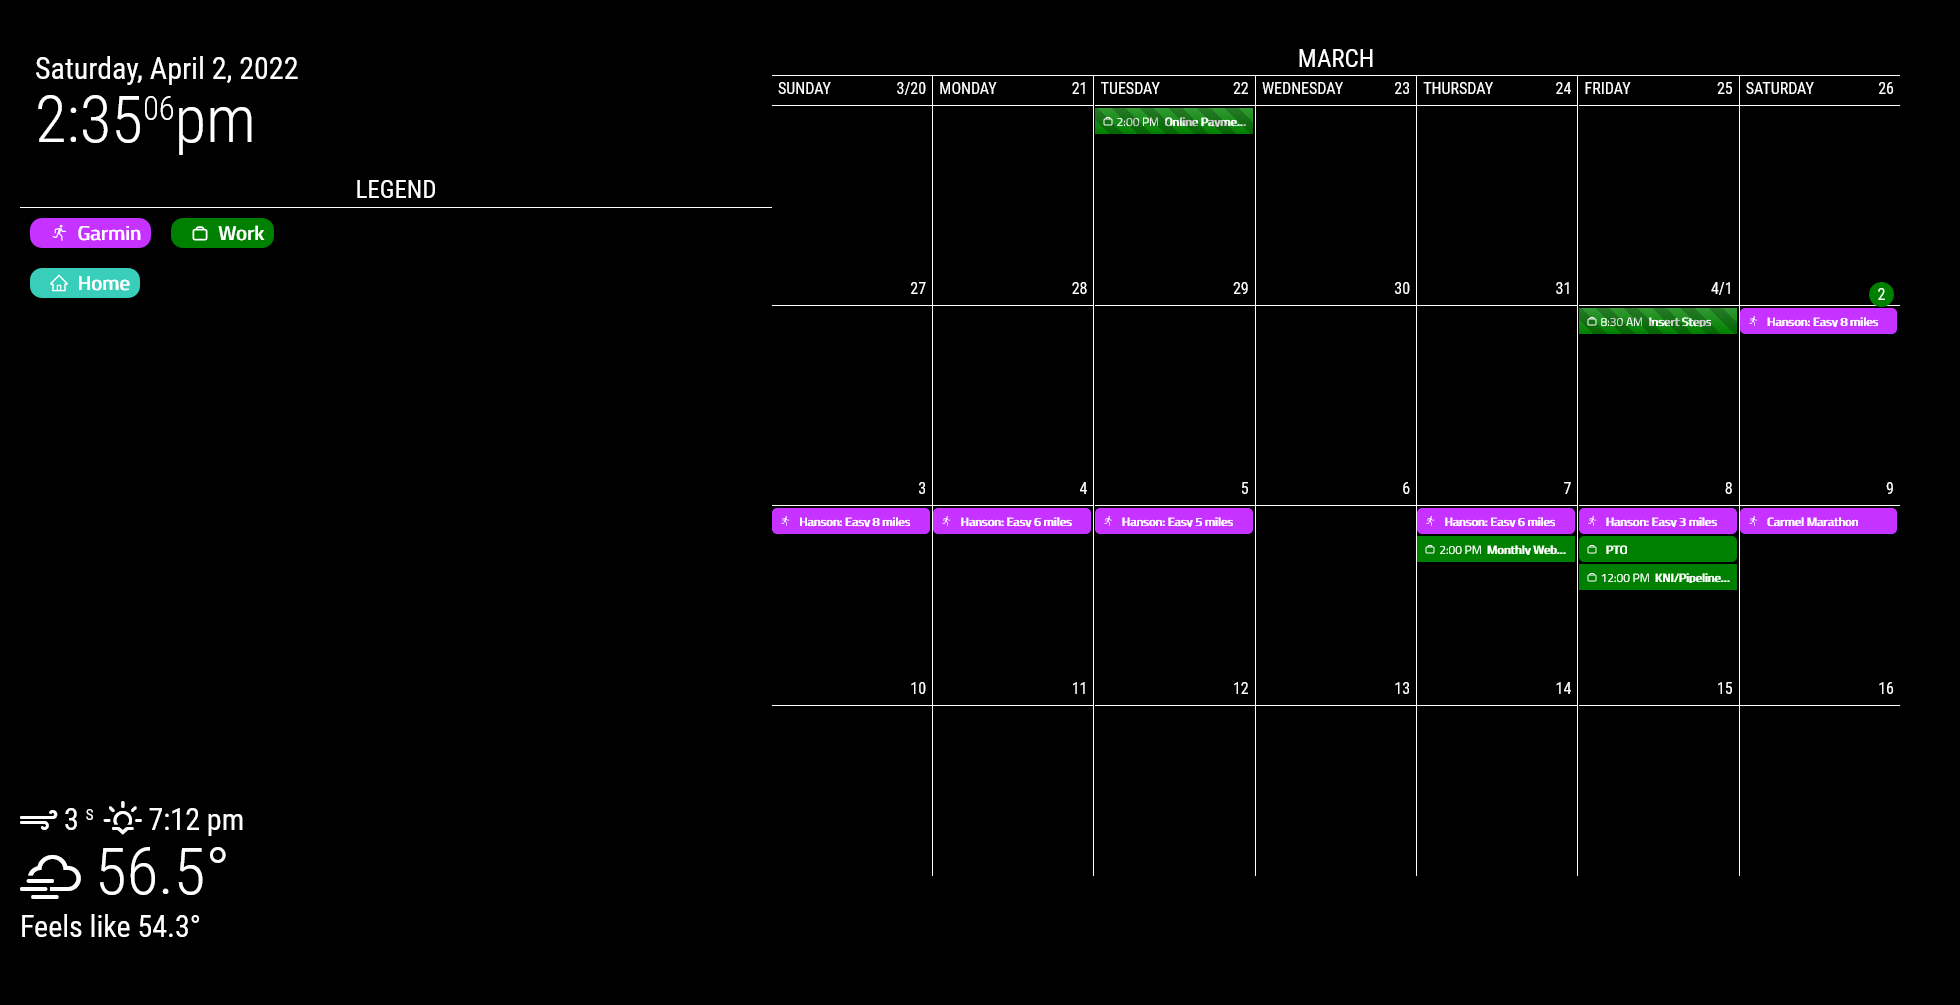 Saturday, April 2, 2022
2:35 06 pm
LEGEND
Garmin
Work
Home
MARCH
SUNDAY 3/20 MONDAY 21 TUESDAY 22 WEDNESDAY 23 THURSDAY 24 FRIDAY 25 SATURDAY 26
2:00 PM Online Payme...
27 28 29 30 31 4/1 2
8:30 AM Insert Steps
Hanson: Easy 8 miles
3 4 5 6 7 8 9
Hanson: Easy 8 miles
Hanson: Easy 6 miles
Hanson: Easy 5 miles
Hanson: Easy 6 miles
2:00 PM Monthly Web...
Hanson: Easy 3 miles
PTO
12:00 PM KNI/Pipeline...
Carmel Marathon
10 11 12 13 14 15 16
3 S 7:12 pm
56.5°
Feels like 54.3°